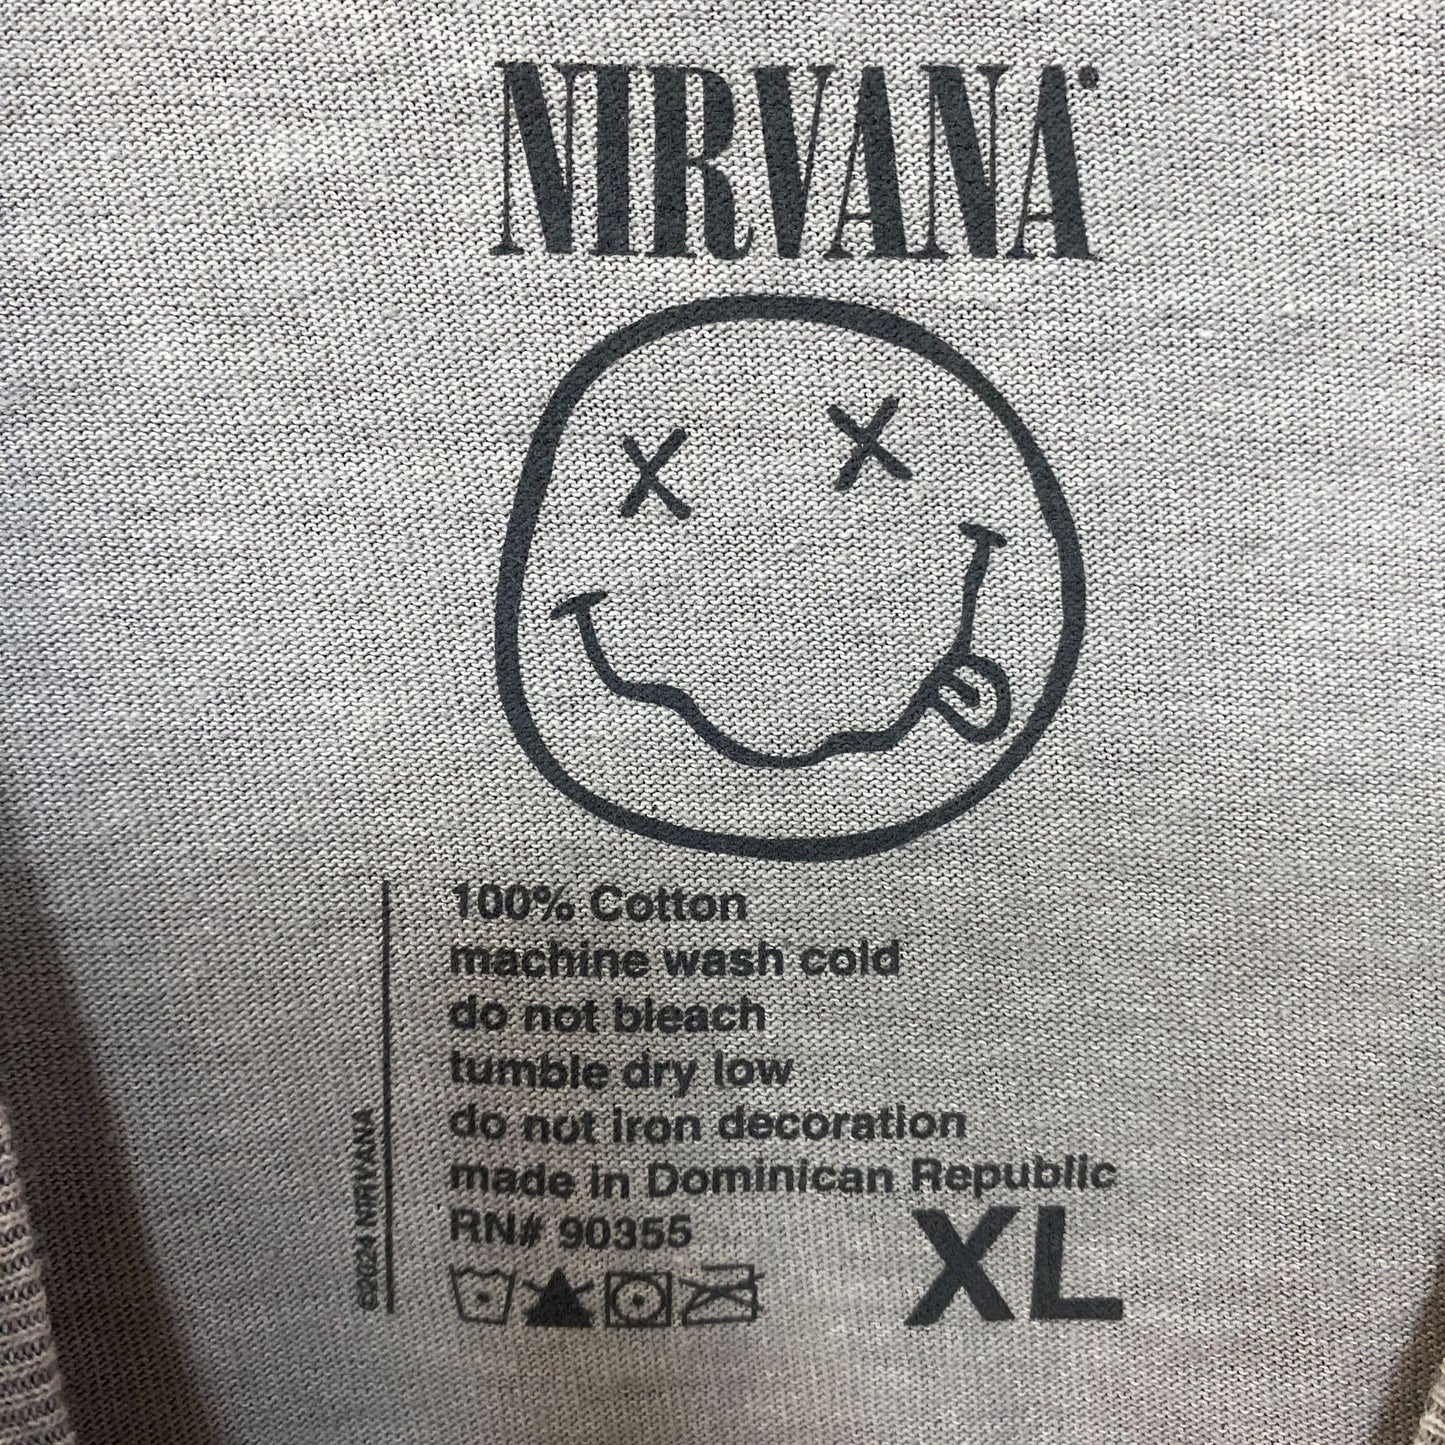 NIRVANA®
100% Cotton
machine wash cold
do not bleach
tumble dry low
do not iron decoration
made in Dominican Republic
RN# 90355
XL
©2024 NIRVANA